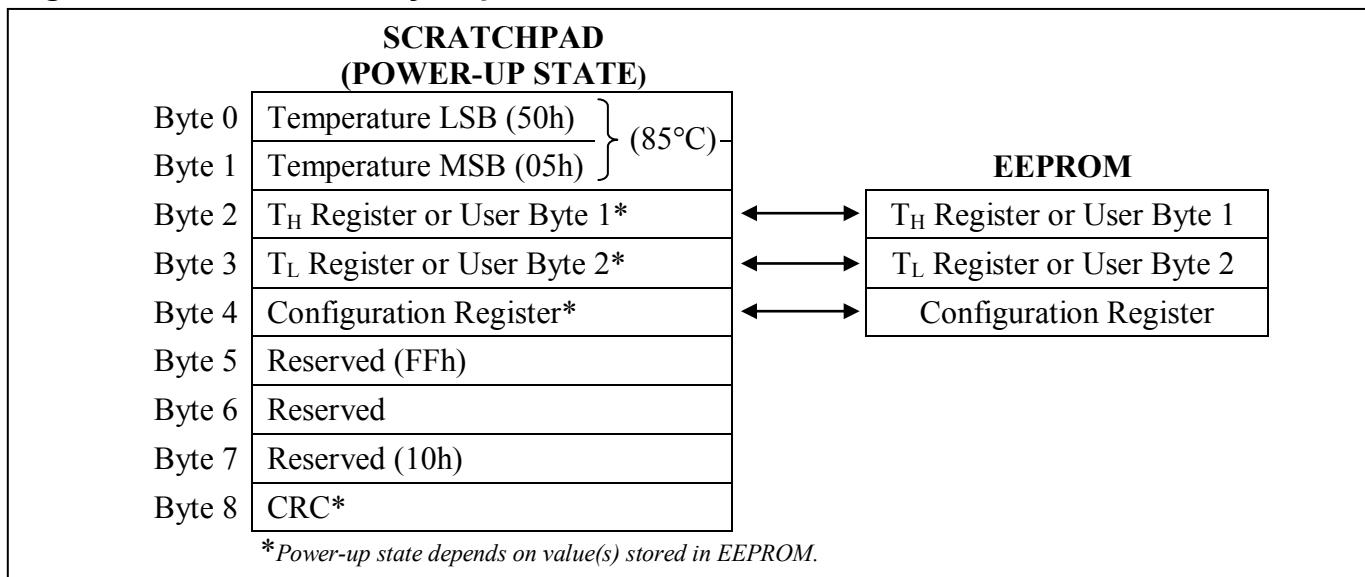 SCRATCHPAD
(POWER-UP STATE)
Byte 0 Temperature LSB (50h)
(85°C)
Byte 1 Temperature MSB (05h)
EEPROM
Byte 2 TH Register or User Byte 1* TH Register or User Byte 1
Byte 3 TL Register or User Byte 2* TL Register or User Byte 2
Byte 4 Configuration Register* Configuration Register
Byte 5 Reserved (FFh)
Byte 6 Reserved
Byte 7 Reserved (10h)
Byte 8 CRC*
*Power-up state depends on value(s) stored in EEPROM.